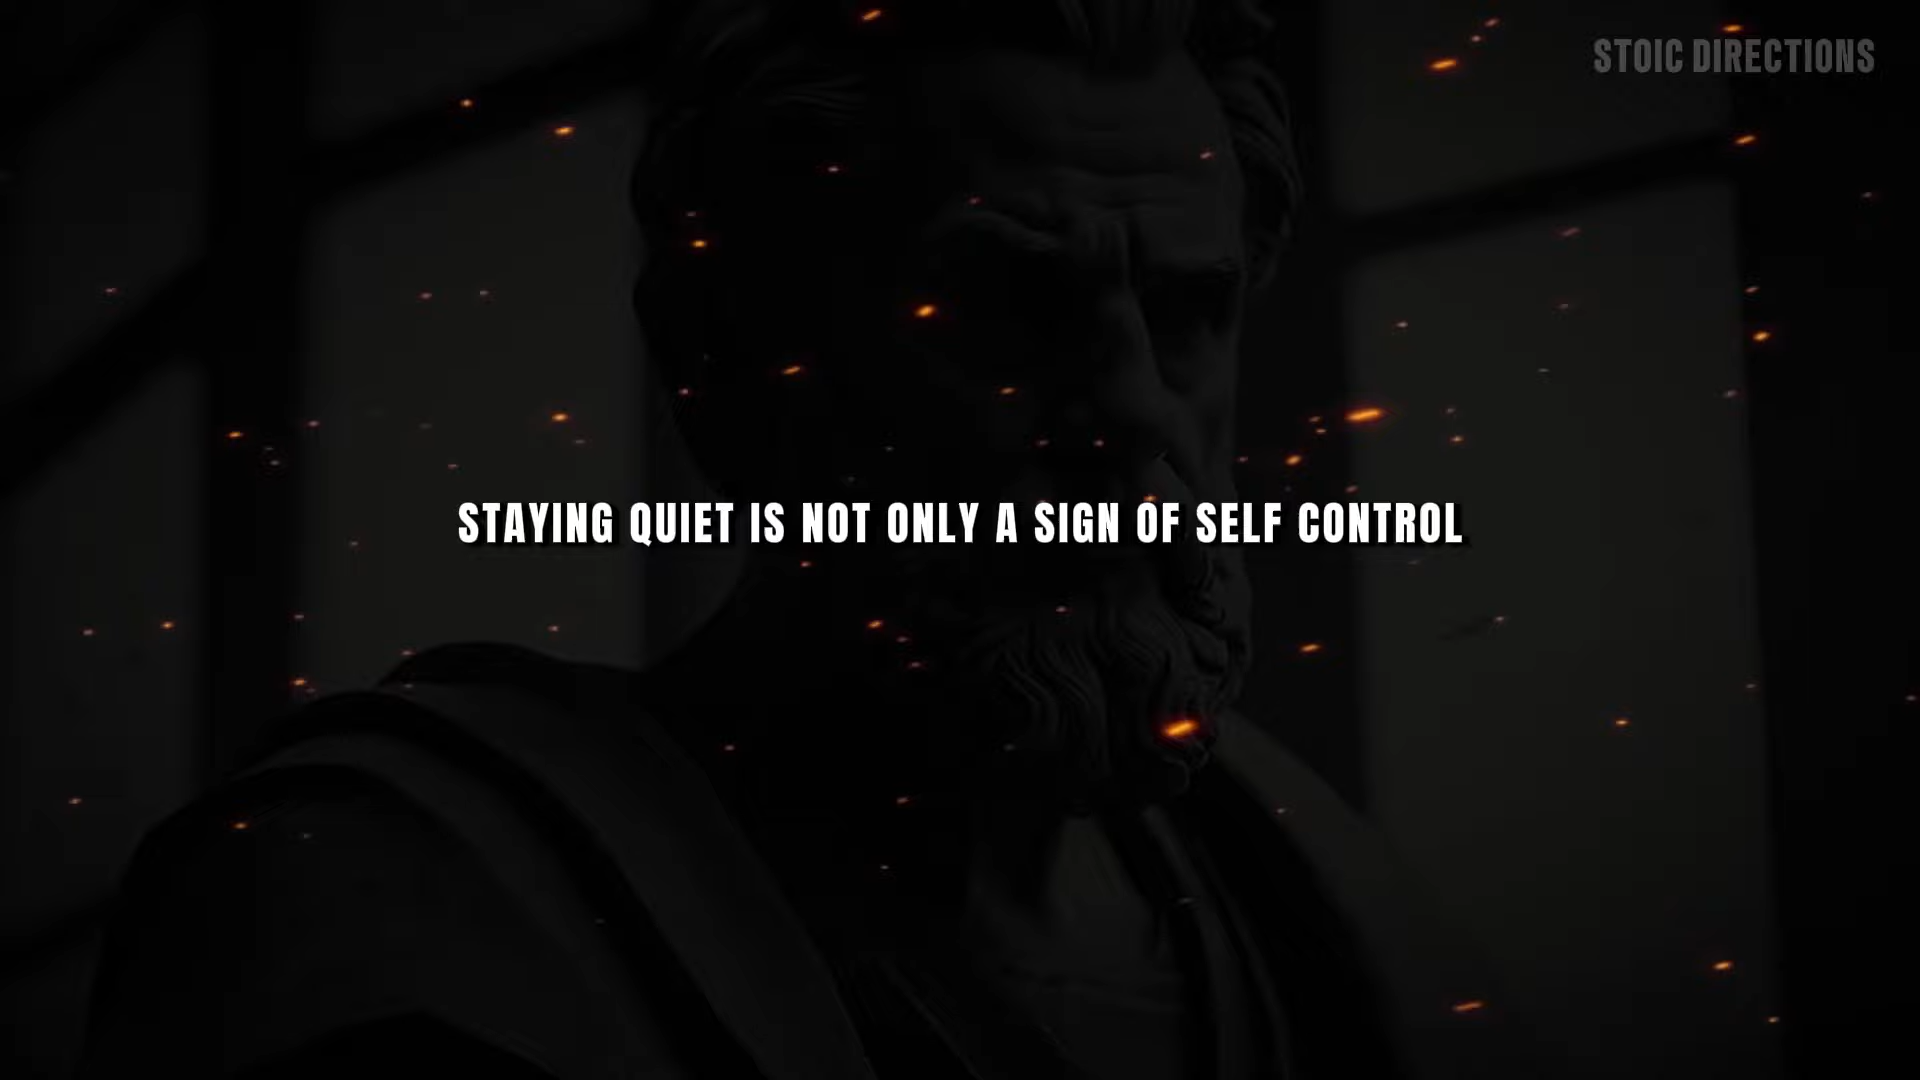 STOIC DIRECTIONS
STAYING QUIET IS NOT ONLY A SIGN OF SELF CONTROL